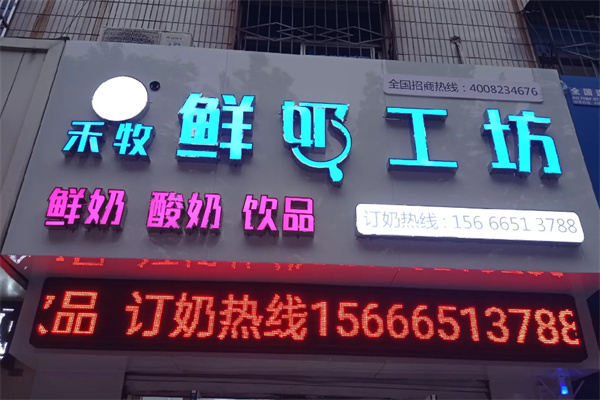 全国招商热线：4008234676
禾牧 鲜奶工坊
鲜奶 酸奶 饮品
订奶热线：156 6651 3788
饮品 订奶热线15666513788